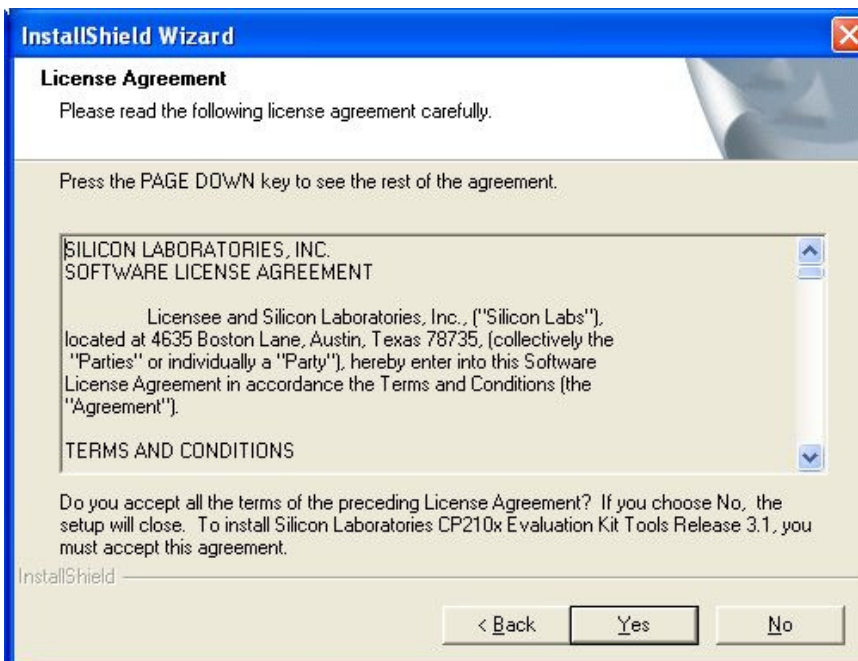 InstallShield Wizard
License Agreement
Please read the following license agreement carefully.
Press the PAGE DOWN key to see the rest of the agreement.
SILICON LABORATORIES, INC.
SOFTWARE LICENSE AGREEMENT
Licensee and Silicon Laboratories, Inc., ("Silicon Labs"),
located at 4635 Boston Lane, Austin, Texas 78735, (collectively the
"Parties" or individually a "Party"), hereby enter into this Software
License Agreement in accordance the Terms and Conditions (the
"Agreement").
TERMS AND CONDITIONS
Do you accept all the terms of the preceding License Agreement? If you choose No, the
setup will close. To install Silicon Laboratories CP210x Evaluation Kit Tools Release 3.1, you
must accept this agreement.
InstallShield
< Back Yes No